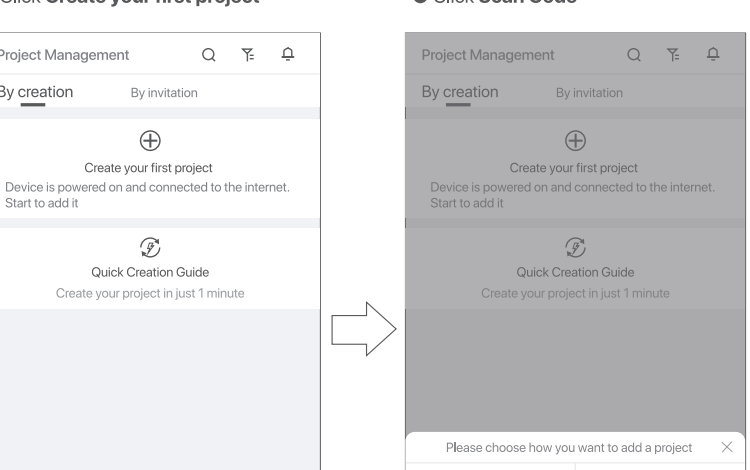 Click Create your first project
Click Scan Code
Project Management
By creation By invitation
Create your first project
Device is powered on and connected to the internet.
Start to add it
Quick Creation Guide
Create your project in just 1 minute
Project Management
By creation By invitation
Create your first project
Device is powered on and connected to the internet.
Start to add it
Quick Creation Guide
Create your project in just 1 minute
Please choose how you want to add a project